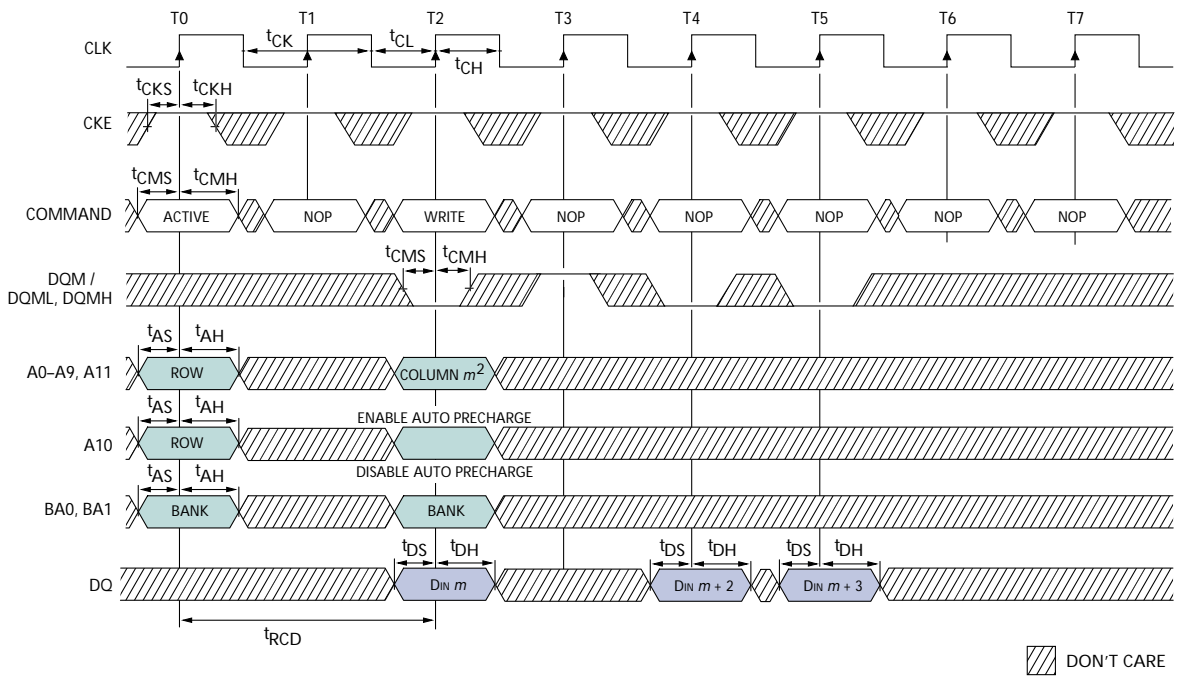 T0 T1 T2 T3 T4 T5 T6 T7
CLK tCK tCL tCH
tCKS tCKH
CKE
tCMS tCMH
COMMAND ACTIVE NOP WRITE NOP NOP NOP NOP NOP
tCMS tCMH
DQM /
DQML, DQMH
tAS tAH
A0–A9, A11 ROW COLUMN m2
tAS tAH ENABLE AUTO PRECHARGE
A10 ROW
DISABLE AUTO PRECHARGE
tAS tAH
BA0, BA1 BANK BANK
tDS tDH tDS tDH tDS tDH
DQ DIN m DIN m + 2 DIN m + 3
tRCD
DON'T CARE